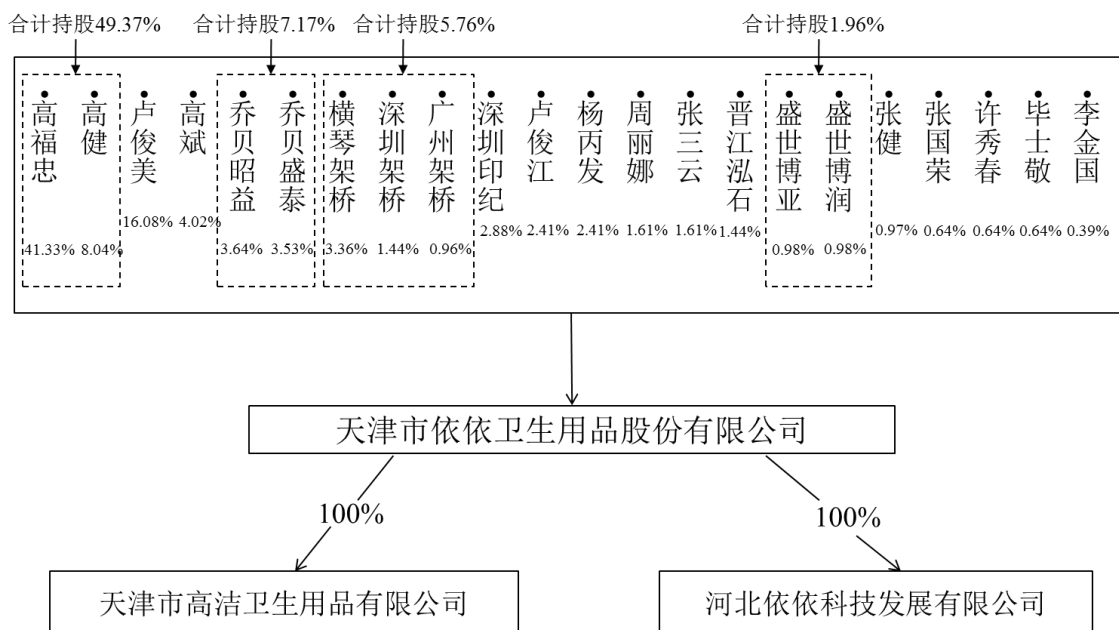 合计持股49.37%
合计持股7.17%
合计持股5.76%
合计持股1.96%
高福忠
41.33%
高健
8.04%
卢俊美
16.08%
高斌
4.02%
乔贝昭益
3.64%
乔贝盛泰
3.53%
横琴架桥
3.36%
深圳架桥
1.44%
广州架桥
0.96%
深圳印纪
2.88%
卢俊江
2.41%
杨丙发
2.41%
周丽娜
1.61%
张三云
1.61%
晋江泓石
1.44%
盛世博亚
0.98%
盛世博润
0.98%
张健
0.97%
张国荣
0.64%
许秀春
0.64%
毕士敬
0.64%
李金国
0.39%
天津市依依卫生用品股份有限公司
100%
100%
天津市高洁卫生用品有限公司
河北依依科技发展有限公司